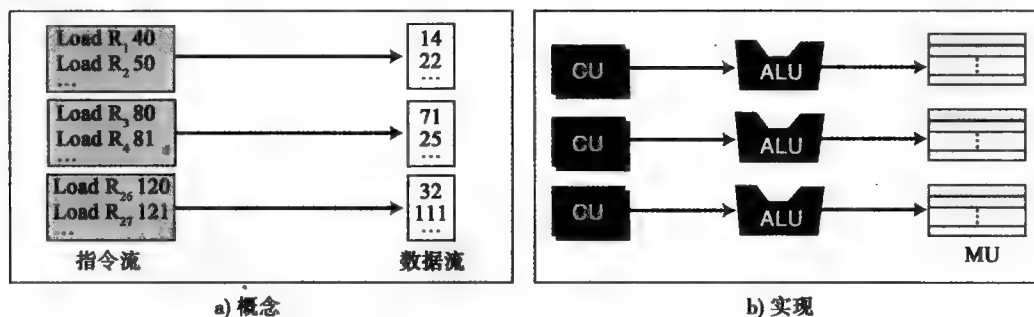 Load R₁ 40
Load R₂ 50
...
Load R₃ 80
Load R₄ 81
...
Load R₂₆ 120
Load R₂₇ 121
...
指令流
14
22
...
71
25
...
32
111
...
数据流
a) 概念
CU
ALU
CU
ALU
CU
ALU
MU
b) 实现